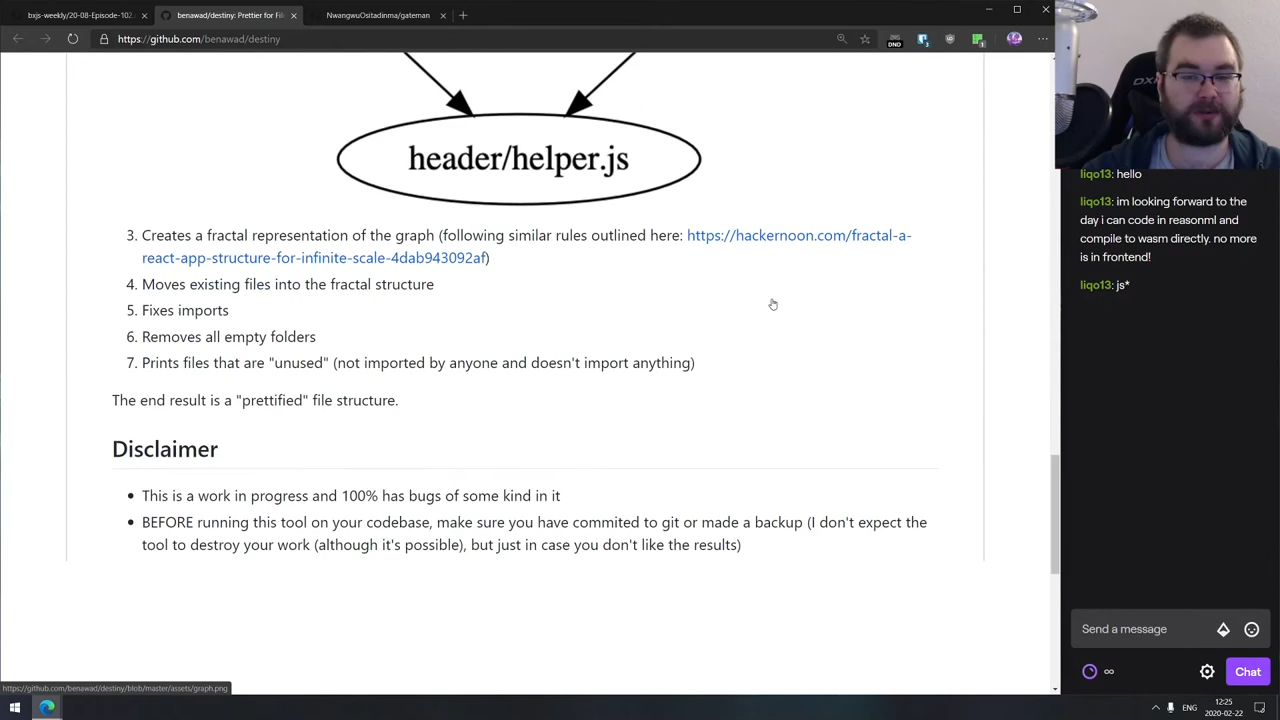 bxjs-weekly/20-08-Episode-102.
benawad/destiny: Prettier for Fil
NwangwuOsitadinma/gateman
https://github.com/benawad/destiny
DND
header/helper.js
3. Creates a fractal representation of the graph (following similar rules outlined here: https://hackernoon.com/fractal-a-
react-app-structure-for-infinite-scale-4dab943092af)
4. Moves existing files into the fractal structure
5. Fixes imports
6. Removes all empty folders
7. Prints files that are "unused" (not imported by anyone and doesn't import anything)
The end result is a "prettified" file structure.
Disclaimer
• This is a work in progress and 100% has bugs of some kind in it
• BEFORE running this tool on your codebase, make sure you have commited to git or made a backup (I don't expect the
tool to destroy your work (although it's possible), but just in case you don't like the results)
https://github.com/benawad/destiny/blob/master/assets/graph.png
DX
liqo13: hello
liqo13: im looking forward to the
day i can code in reasonml and
compile to wasm directly. no more
is in frontend!
liqo13: js*
Send a message
∞
Chat
ENG
12:25
2020-02-22